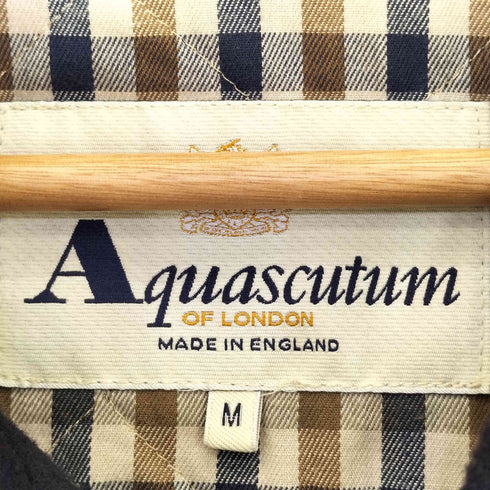 Aquascutum
OF LONDON
MADE IN ENGLAND
M